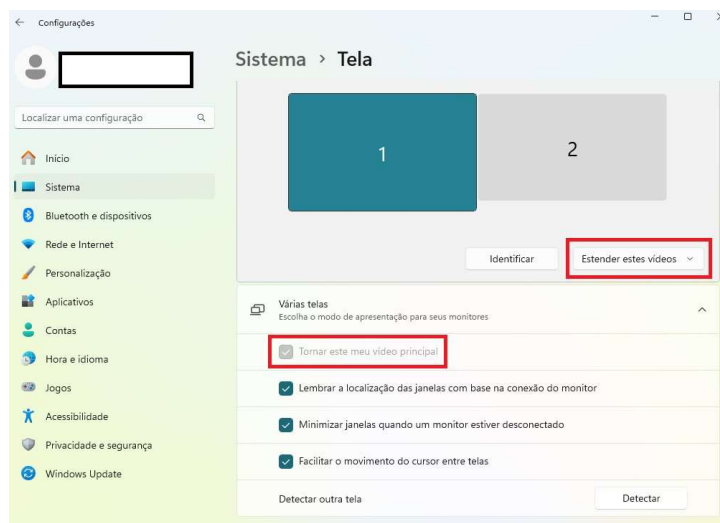 Configurações
Sistema > Tela
Localizar uma configuração
Início
Sistema
Bluetooth e dispositivos
Rede e Internet
Personalização
Aplicativos
Contas
Hora e idioma
Jogos
Acessibilidade
Privacidade e segurança
Windows Update
1
2
Identificar
Estender estes vídeos
Várias telas
Escolha o modo de apresentação para seus monitores
Tornar este meu vídeo principal
Lembrar a localização das janelas com base na conexão do monitor
Minimizar janelas quando um monitor estiver desconectado
Facilitar o movimento do cursor entre telas
Detectar outra tela
Detectar